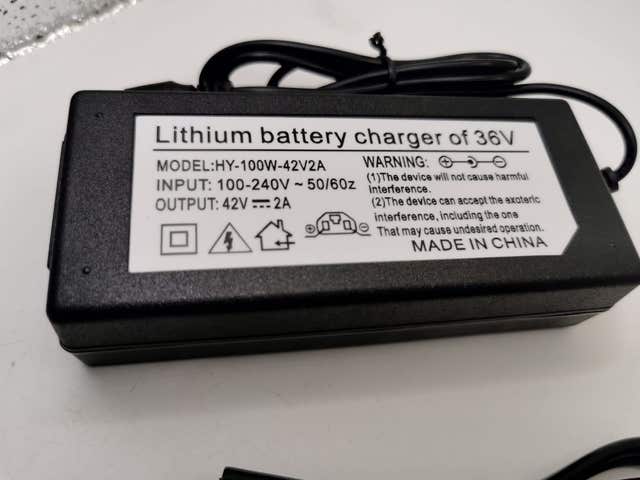 Lithium battery charger of 36V
MODEL:HY-100W-42V2A
INPUT: 100-240V ~ 50/60z
OUTPUT: 42V ⎓ 2A
WARNING:
(1)The device will not cause harmful
Interference.
(2)The device can accept the exoteric
interference, including the one
That may cause undesired operation.
MADE IN CHINA